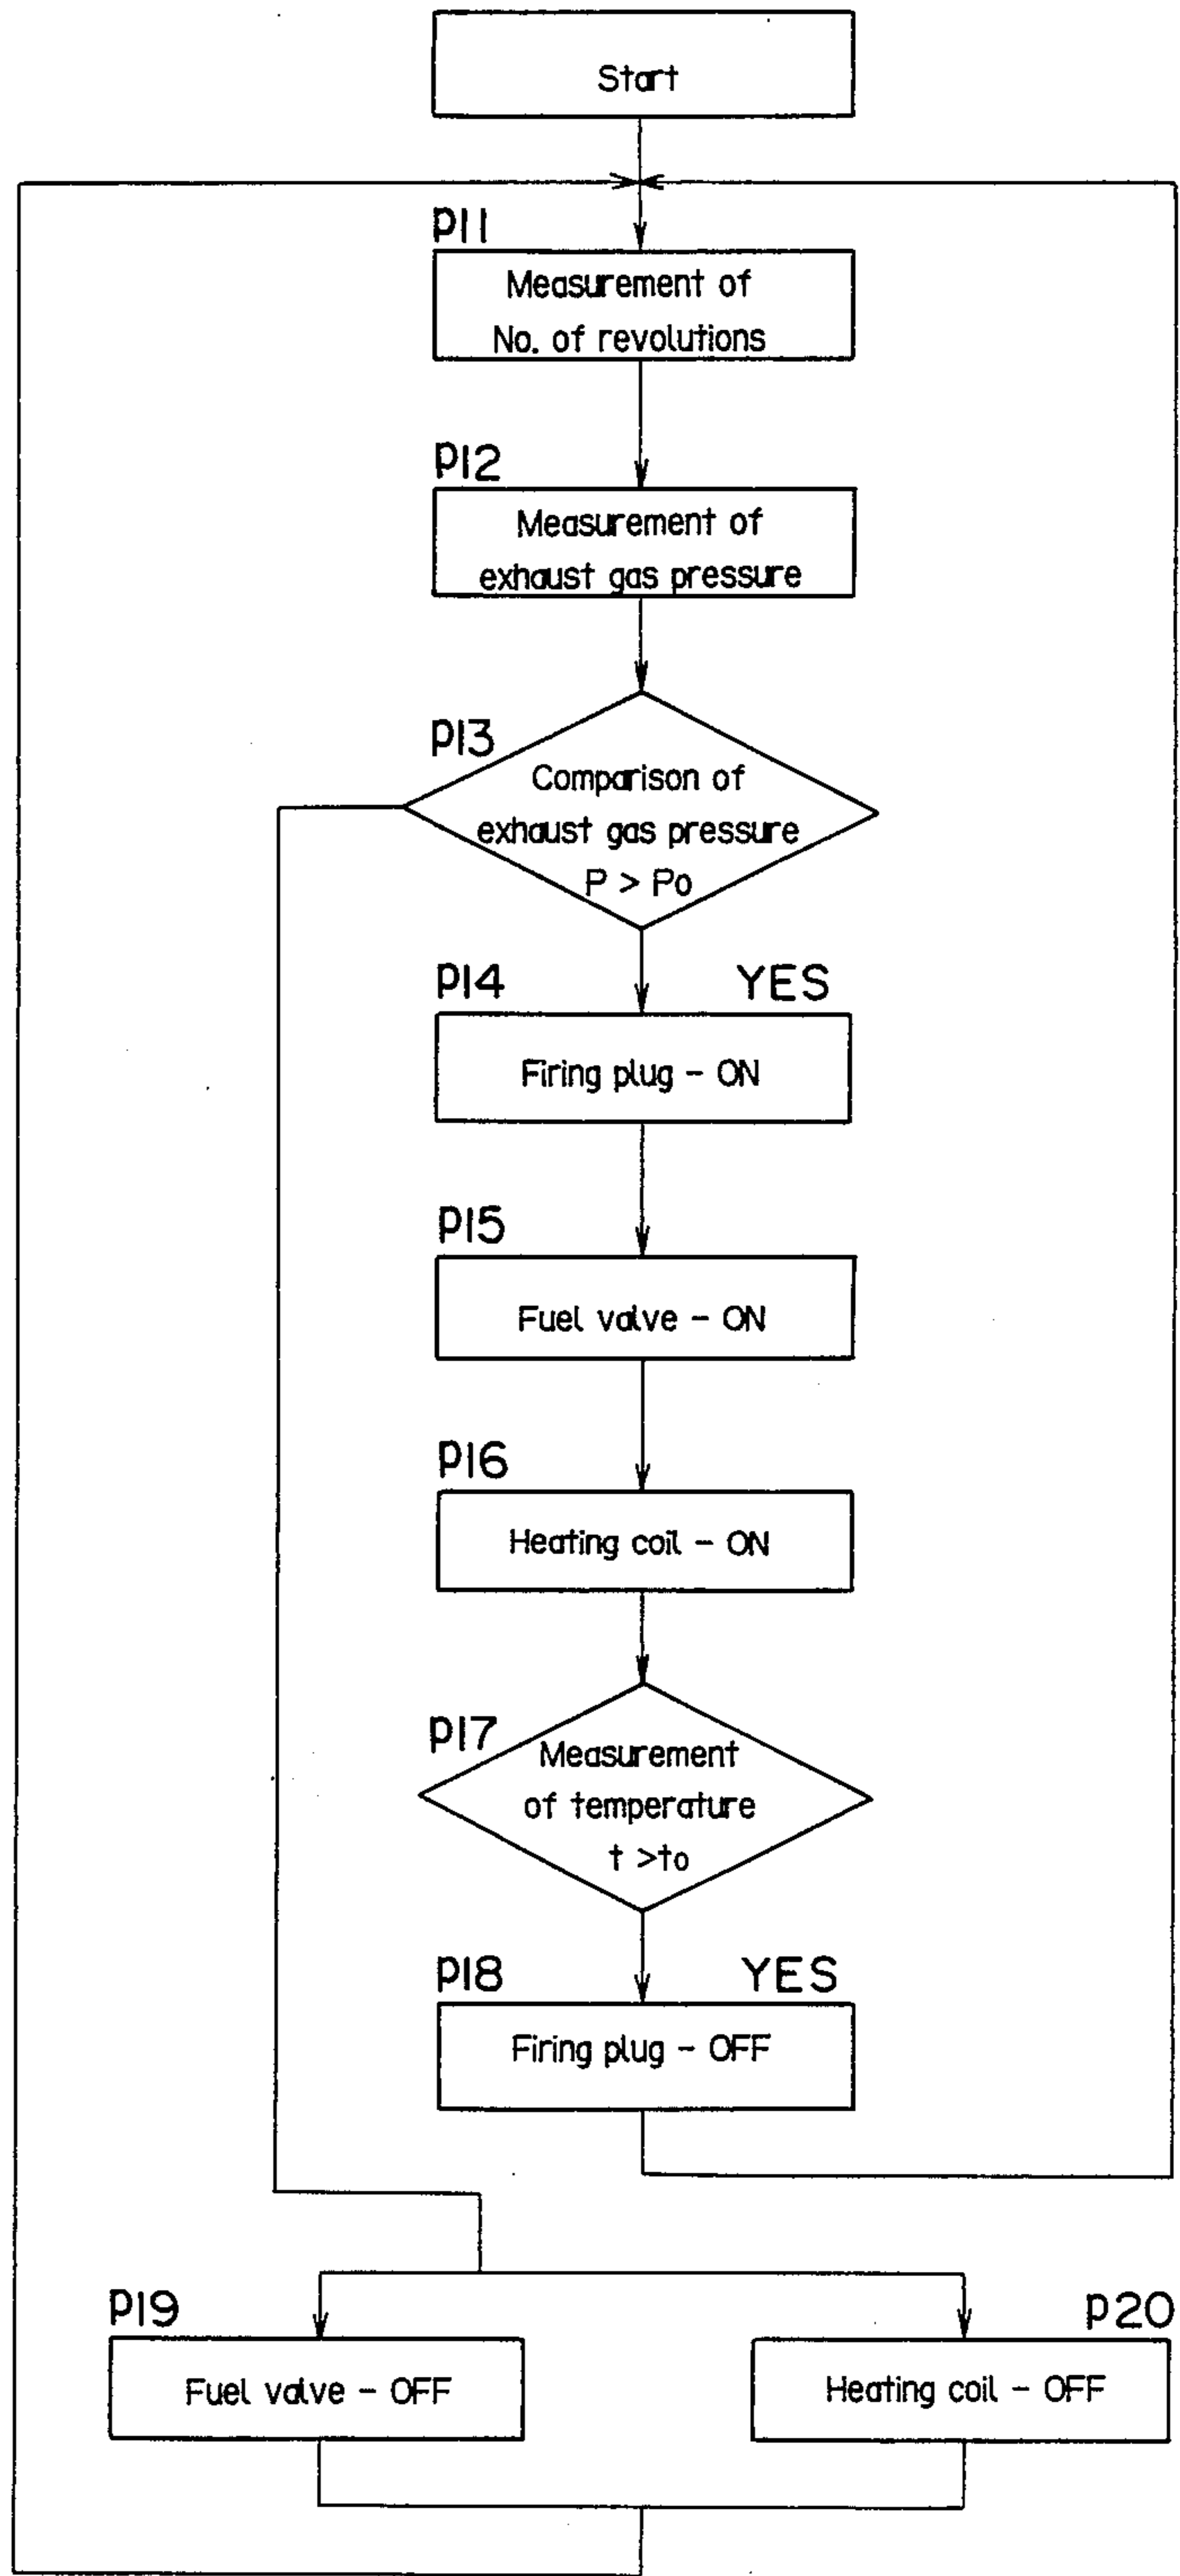 Start
P11
Measurement of
No. of revolutions
P12
Measurement of
exhaust gas pressure
P13
Comparison of
exhaust gas pressure
P > Po
P14
YES
Firing plug - ON
P15
Fuel valve - ON
P16
Heating coil - ON
P17
Measurement
of temperature
t >to
P18
YES
Firing plug - OFF
P19
P20
Fuel valve - OFF
Heating coil - OFF